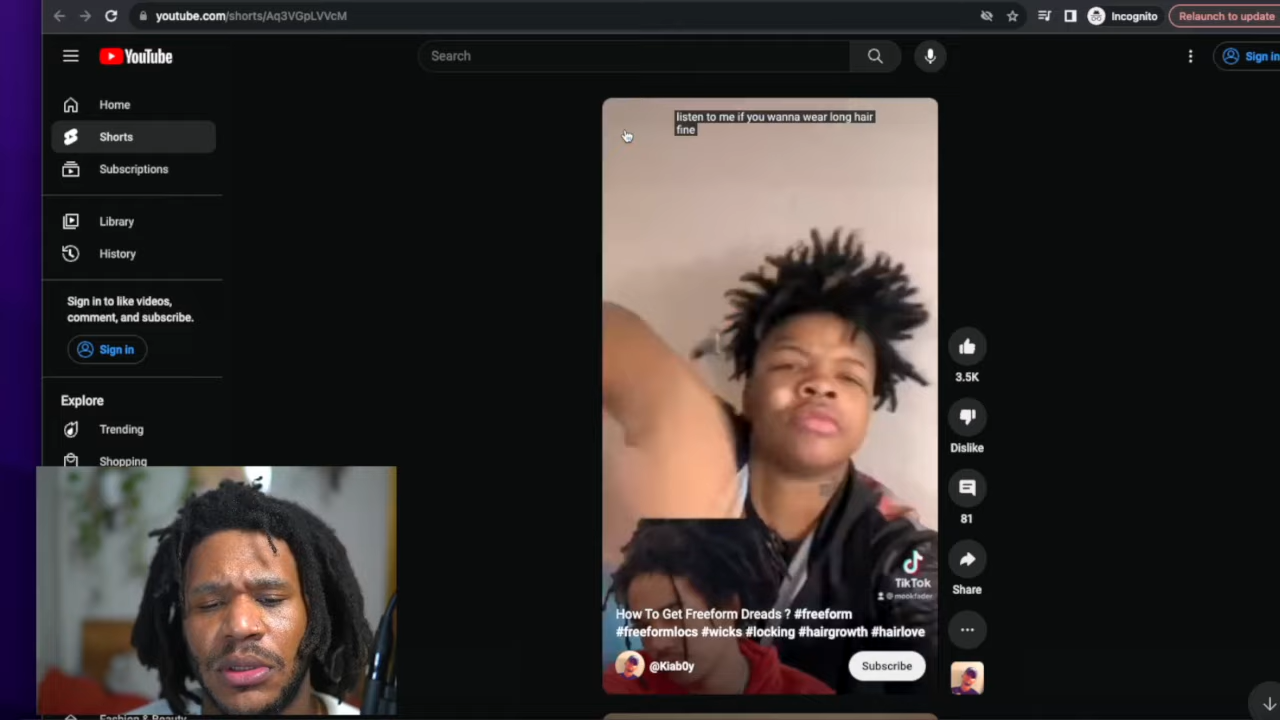 youtube.com/shorts/Aq3VGpLVVcM
Incognito
Relaunch to update
YouTube
Search
Sign in
Home
Shorts
Subscriptions
Library
History
Sign in to like videos,
comment, and subscribe.
Sign in
Explore
Trending
Shopping
Fashion & Beauty
listen to me if you wanna wear long hair
fine
TikTok
@mookfader
How To Get Freeform Dreads ? #freeform
#freeformlocs #wicks #locking #hairgrowth #hairlove
@Kiab0y
Subscribe
3.5K
Dislike
81
Share